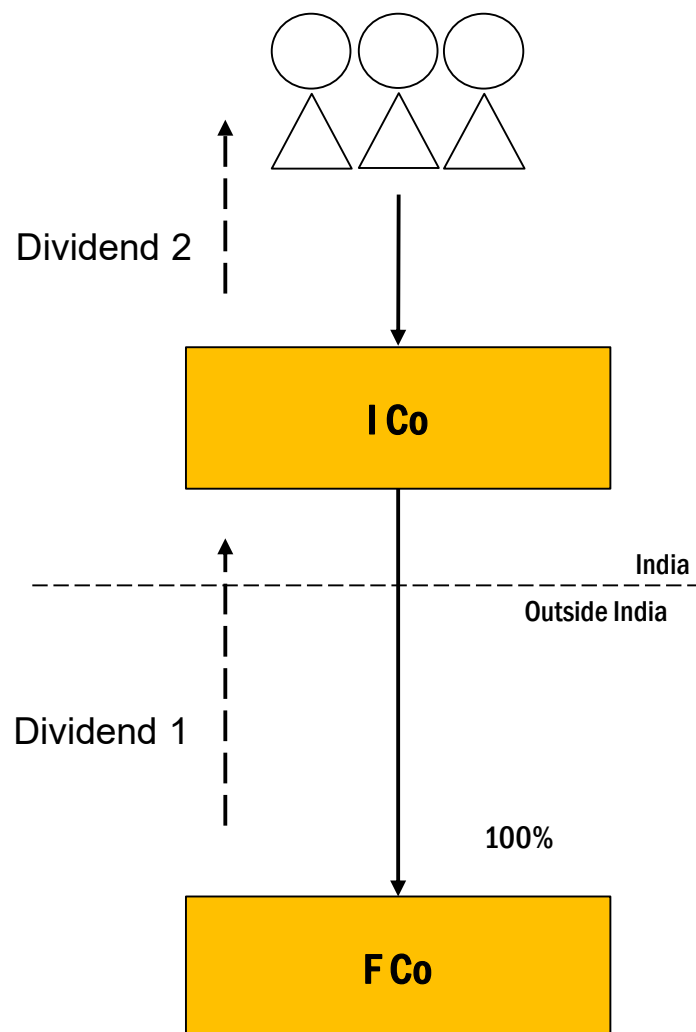 Dividend 2
I Co
India
Outside India
Dividend 1
100%
F Co